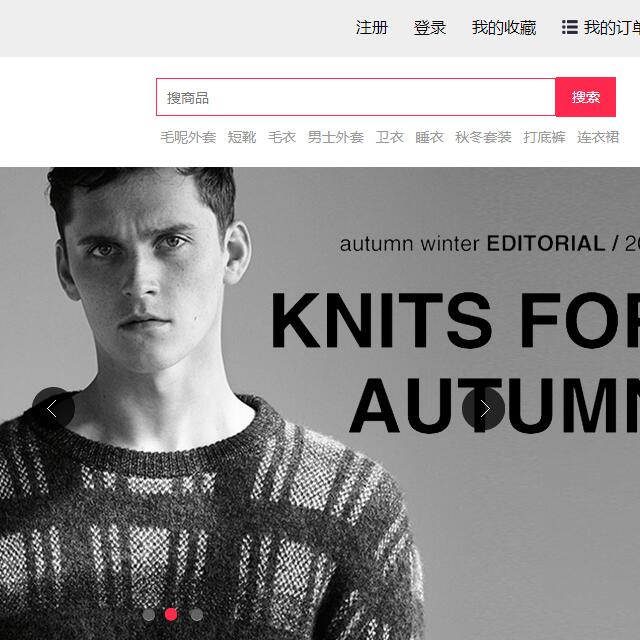 注册 登录 我的收藏 我的订单
搜商品 搜索
毛呢外套 短靴 毛衣 男士外套 卫衣 睡衣 秋冬套装 打底裤 连衣裙
autumn winter EDITORIAL / 20
KNITS FOR
AUTUMN